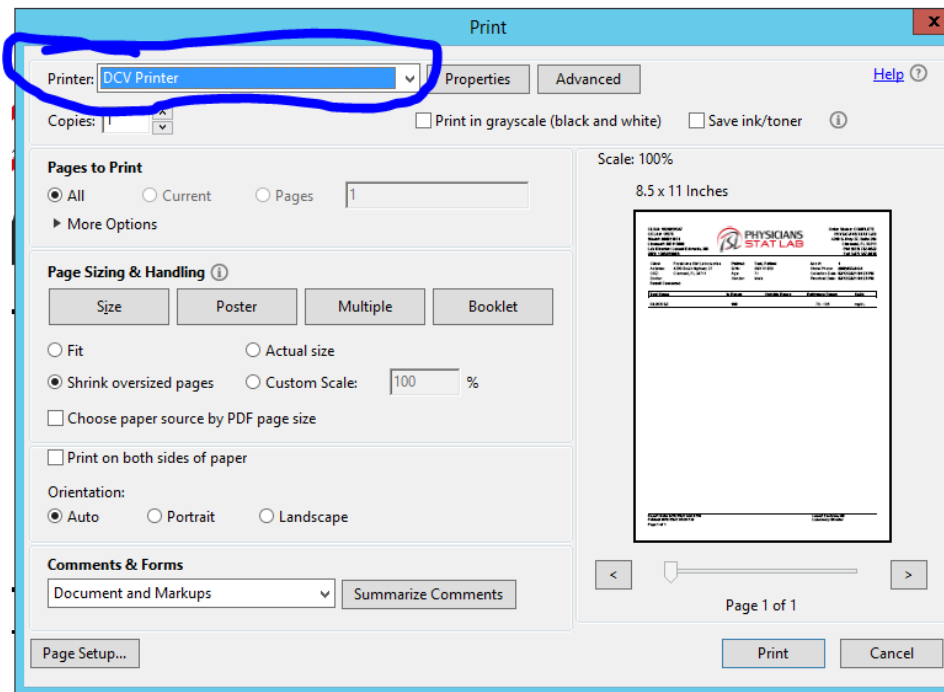 Print
x
Printer: DCV Printer Properties Advanced Help ?
Copies: 1 Print in grayscale (black and white) Save ink/toner i
Pages to Print
All Current Pages 1
More Options
Page Sizing & Handling i
Size Poster Multiple Booklet
Fit Actual size
Shrink oversized pages Custom Scale: 100 %
Choose paper source by PDF page size
Print on both sides of paper
Orientation:
Auto Portrait Landscape
Comments & Forms
Document and Markups Summarize Comments
Page Setup...
Scale: 100%
8.5 x 11 Inches
PHYSICIANS
STAT LAB
< >
Page 1 of 1
Print Cancel